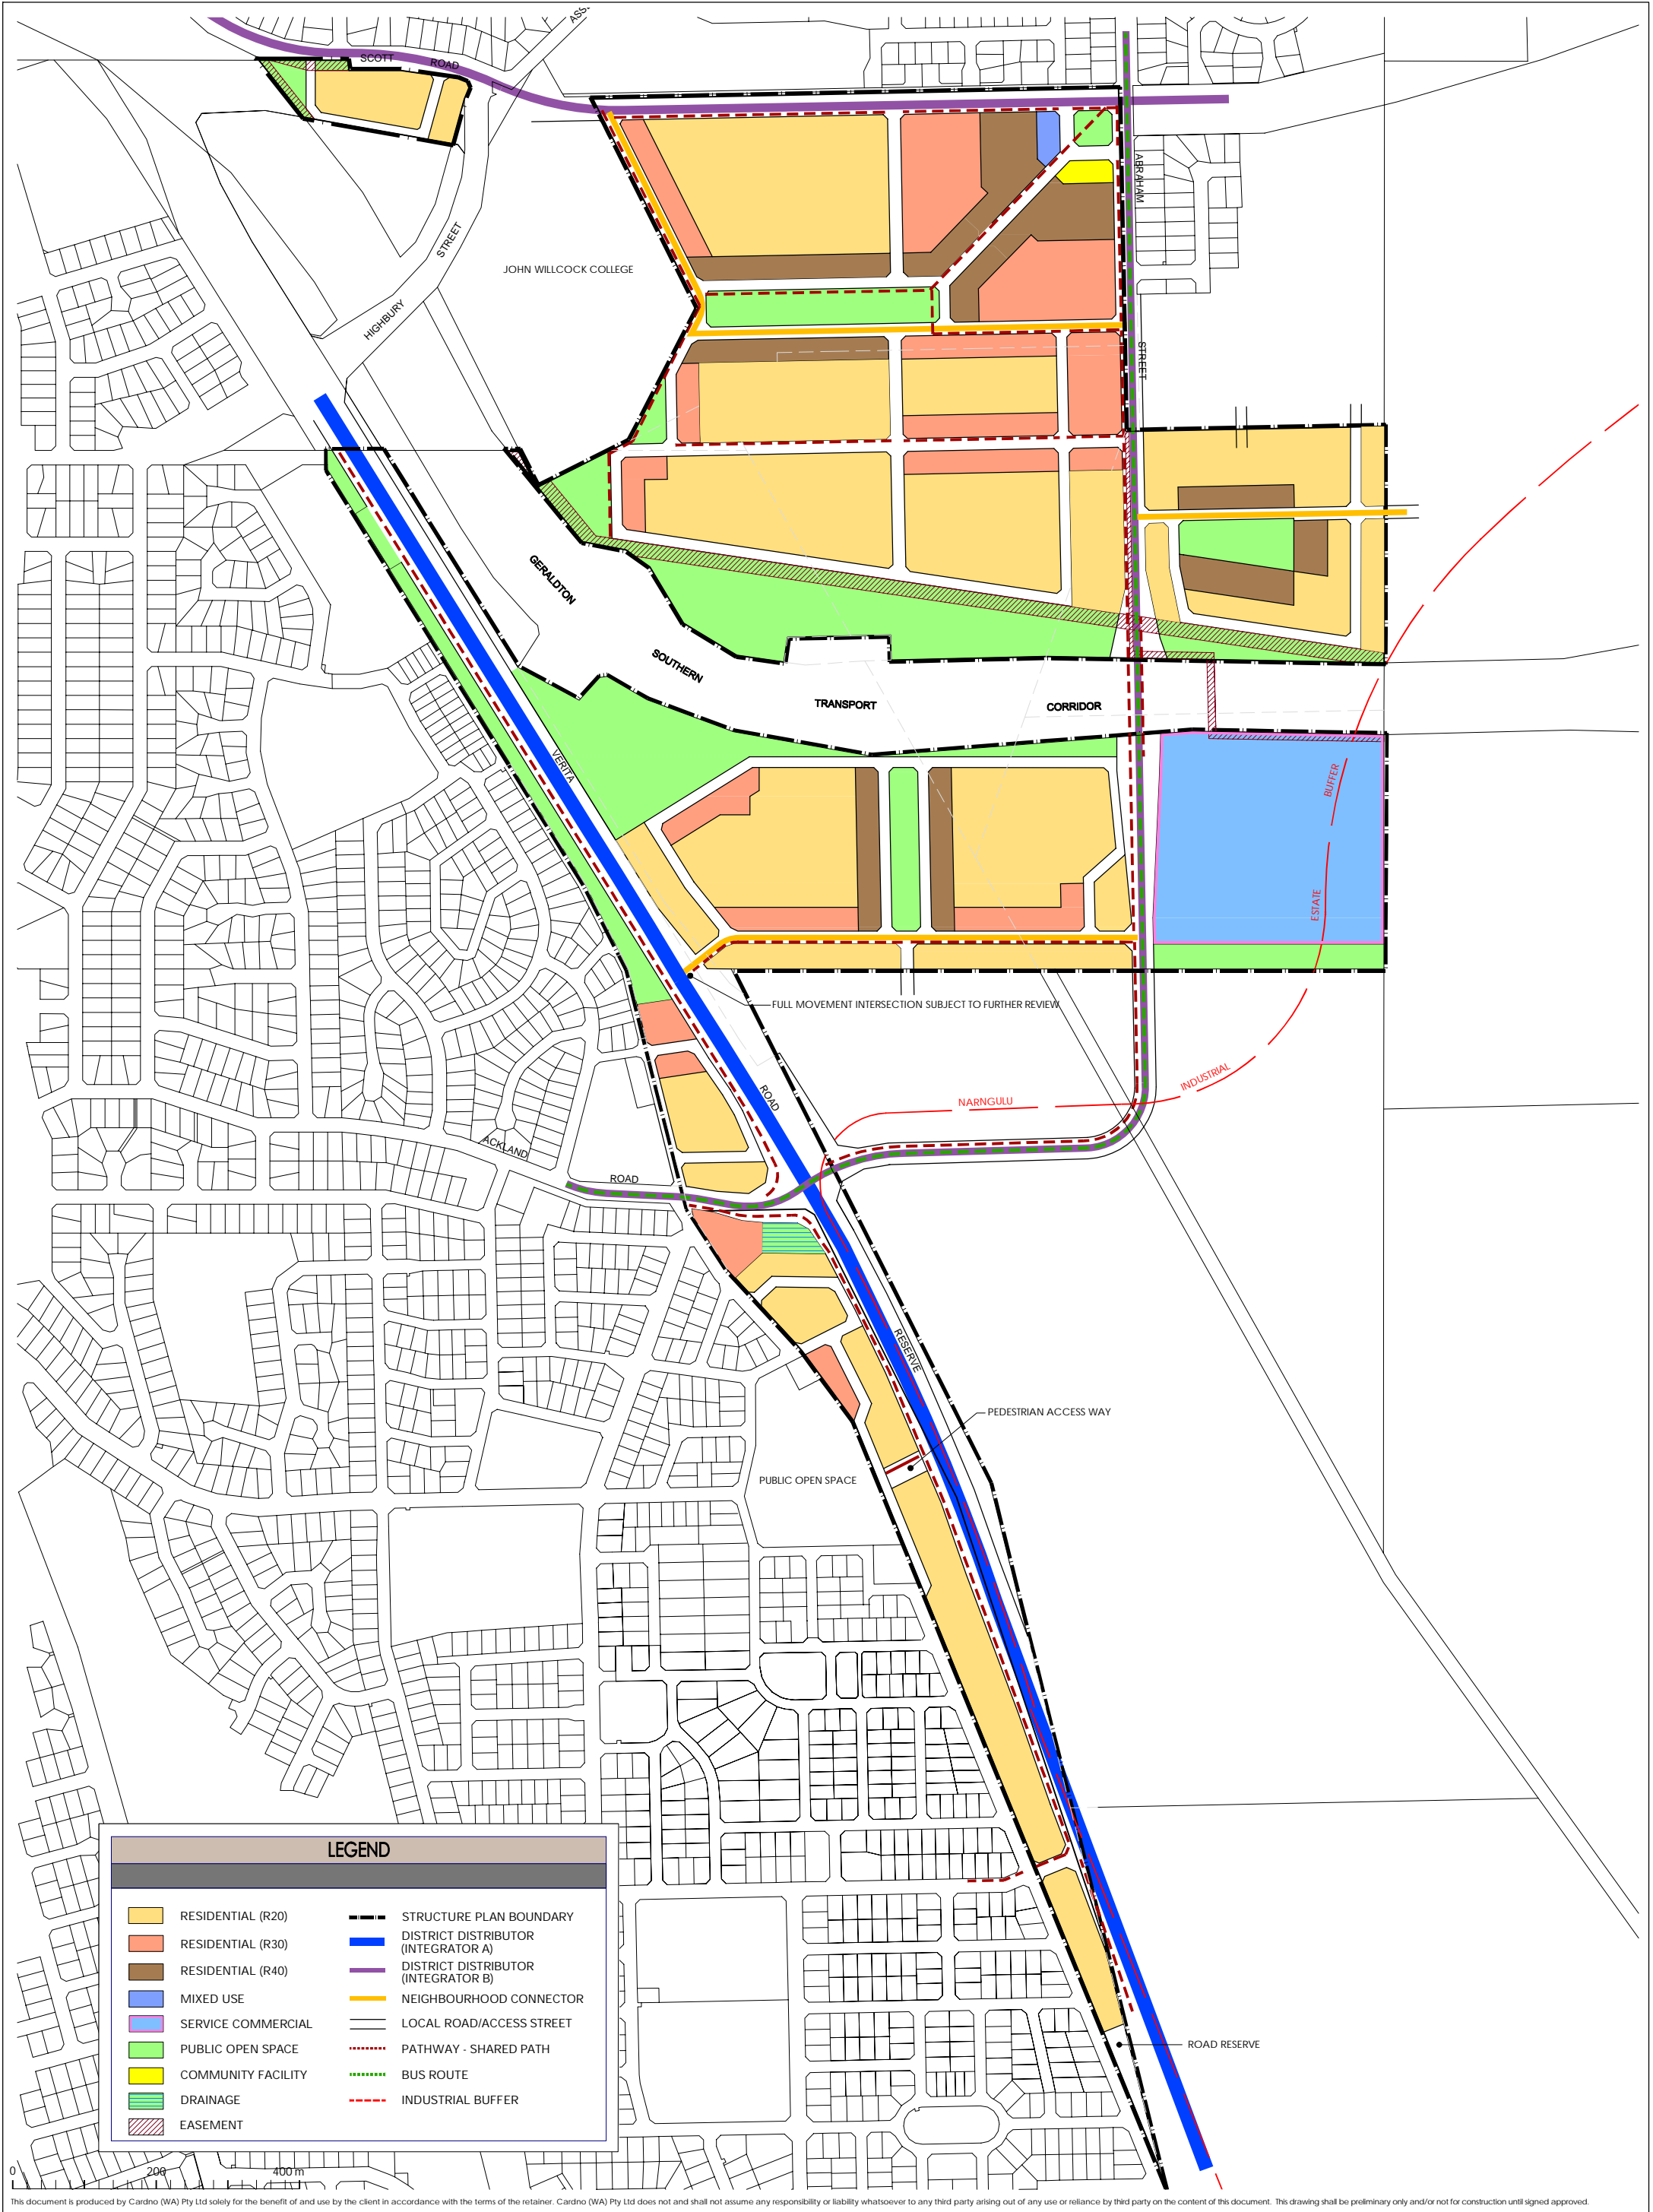 ASS
SCOTT ROAD
ABRAHAM
STREET
JOHN WILLCOCK COLLEGE
HIGHBURY STREET
GERALDTON
SOUTHERN
TRANSPORT
CORRIDOR
VERITA
BUFFER
ESTATE
FULL MOVEMENT INTERSECTION SUBJECT TO FURTHER REVIEW
INDUSTRIAL
NARNGULU
ROAD
ACKLAND
ROAD
RESERVE
PEDESTRIAN ACCESS WAY
PUBLIC OPEN SPACE
ROAD RESERVE
LEGEND
RESIDENTIAL (R20)
RESIDENTIAL (R30)
RESIDENTIAL (R40)
MIXED USE
SERVICE COMMERCIAL
PUBLIC OPEN SPACE
COMMUNITY FACILITY
DRAINAGE
EASEMENT
STRUCTURE PLAN BOUNDARY
DISTRICT DISTRIBUTOR
(INTEGRATOR A)
DISTRICT DISTRIBUTOR
(INTEGRATOR B)
NEIGHBOURHOOD CONNECTOR
LOCAL ROAD/ACCESS STREET
PATHWAY - SHARED PATH
BUS ROUTE
INDUSTRIAL BUFFER
0 200 400 m
This document is produced by Cardno (WA) Pty Ltd solely for the benefit of and use by the client in accordance with the terms of the retainer. Cardno (WA) Pty Ltd does not and shall not assume any responsibility or liability whatsoever to any third party arising out of any use or reliance by third party on the content of this document. This drawing shall be preliminary only and/or not for construction until signed approved.